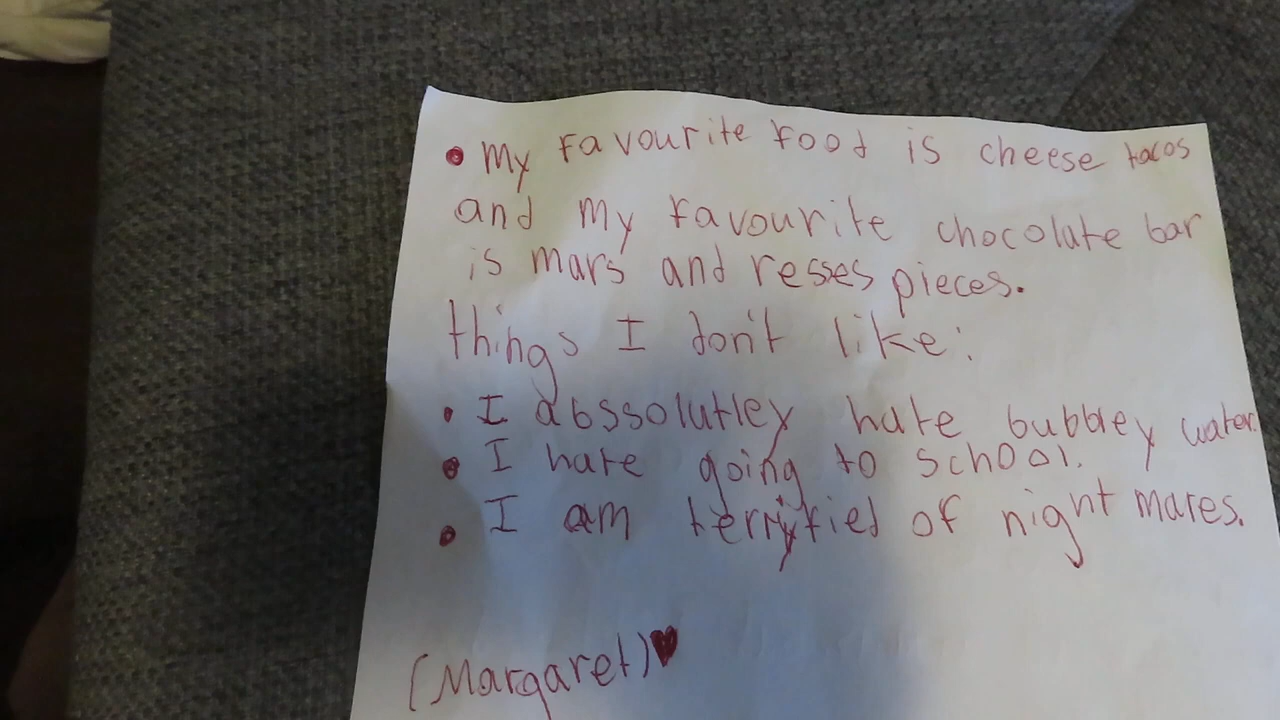 • My favourite food is cheese tacos
and my favourite chocolate bar
is mars and resses pieces.
things I don't like:
• I abssolutley hate bubbley water.
• I hate going to school.
• I am terryfied of night mares.
(Margaret)♥